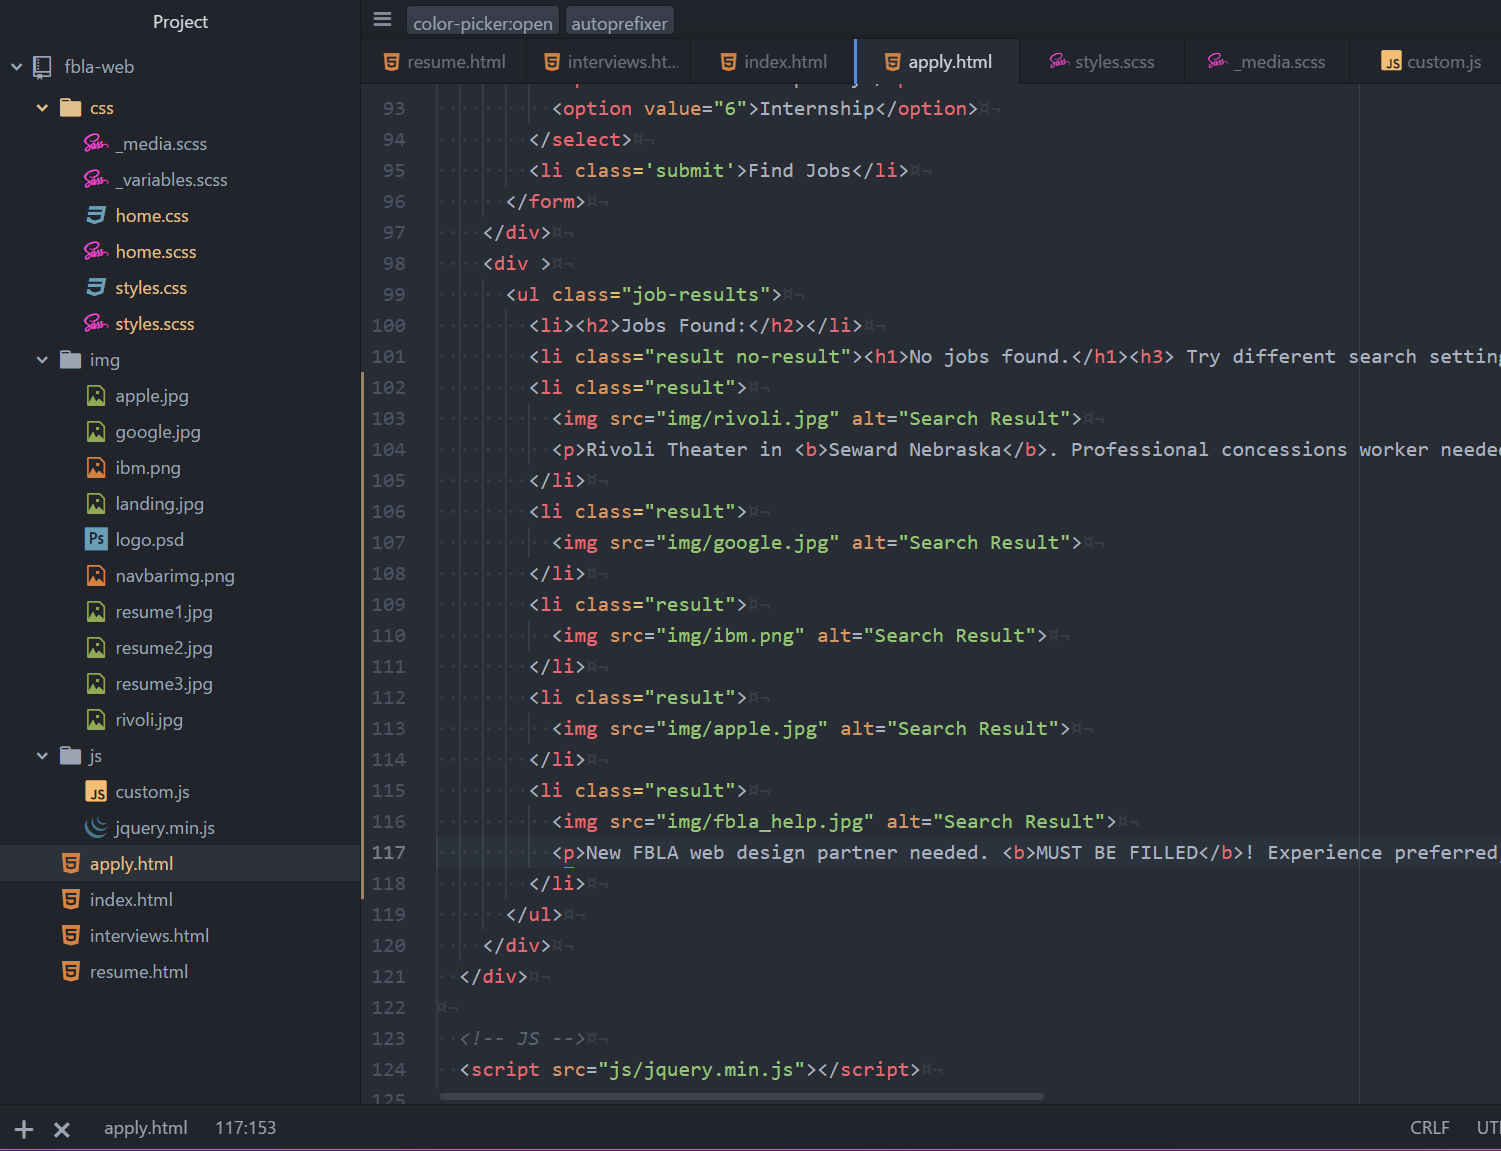 Project
color-picker:open autoprefixer
fbla-web
css
_media.scss
_variables.scss
home.css
home.scss
styles.css
styles.scss
img
apple.jpg
google.jpg
ibm.png
landing.jpg
Ps logo.psd
navbarimg.png
resume1.jpg
resume2.jpg
resume3.jpg
rivoli.jpg
js
JS custom.js
jquery.min.js
5 apply.html
5 index.html
5 interviews.html
5 resume.html
5 resume.html 5 interviews.ht... 5 index.html 5 apply.html styles.scss _media.scss JS custom.js
93 <option value="6">Internship</option>¤¬
94 </select>¤¬
95 <li class='submit'>Find Jobs</li>¤¬
96 </form>¤¬
97 </div>¤¬
98 <div >¤¬
99 <ul class="job-results">¤¬
100 <li><h2>Jobs Found:</h2></li>¤¬
101 <li class="result no-result"><h1>No jobs found.</h1><h3> Try different search setting
102 <li class="result">¤¬
103 <img src="img/rivoli.jpg" alt="Search Result">¤¬
104 <p>Rivoli Theater in <b>Seward Nebraska</b>. Professional concessions worker neede
105 </li>¤¬
106 <li class="result">¤¬
107 <img src="img/google.jpg" alt="Search Result">¤¬
108 </li>¤¬
109 <li class="result">¤¬
110 <img src="img/ibm.png" alt="Search Result">¤¬
111 </li>¤¬
112 <li class="result">¤¬
113 <img src="img/apple.jpg" alt="Search Result">¤¬
114 </li>¤¬
115 <li class="result">¤¬
116 <img src="img/fbla_help.jpg" alt="Search Result">¤¬
117 <p>New FBLA web design partner needed. <b>MUST BE FILLED</b>! Experience preferred,
118 </li>¤¬
119 </ul>¤¬
120 </div>¤¬
121 </div>¤¬
122 ¤¬
123 <!-- JS -->¤¬
124 <script src="js/jquery.min.js"></script>¤¬
125
apply.html 117:153 CRLF UT